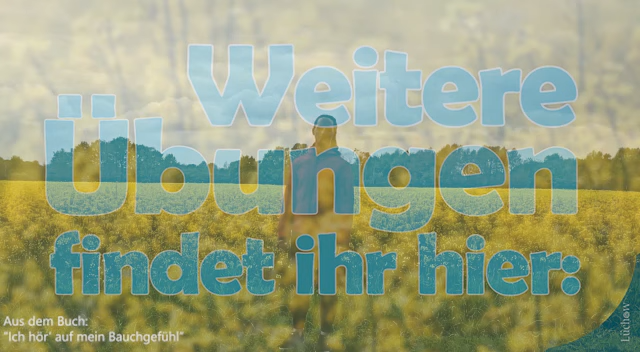 Weitere
Übungen
findet ihr hier:
Aus dem Buch:
"Ich hör' auf mein Bauchgefühl"
Lüchow